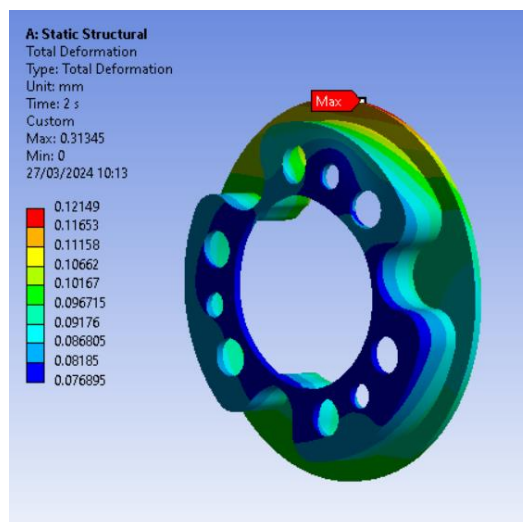 A: Static Structural
Total Deformation
Type: Total Deformation
Unit: mm
Time: 2 s
Custom
Max: 0.31345
Min: 0
27/03/2024 10:13
Max
0.12149
0.11653
0.11158
0.10662
0.10167
0.096715
0.09176
0.086805
0.08185
0.076895